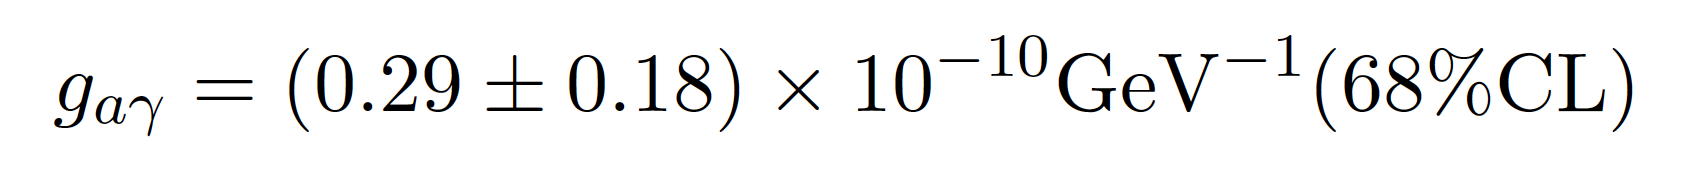 g_{aγ} = (0.29 ± 0.18) × 10^{−10}GeV^{−1}(68%CL)